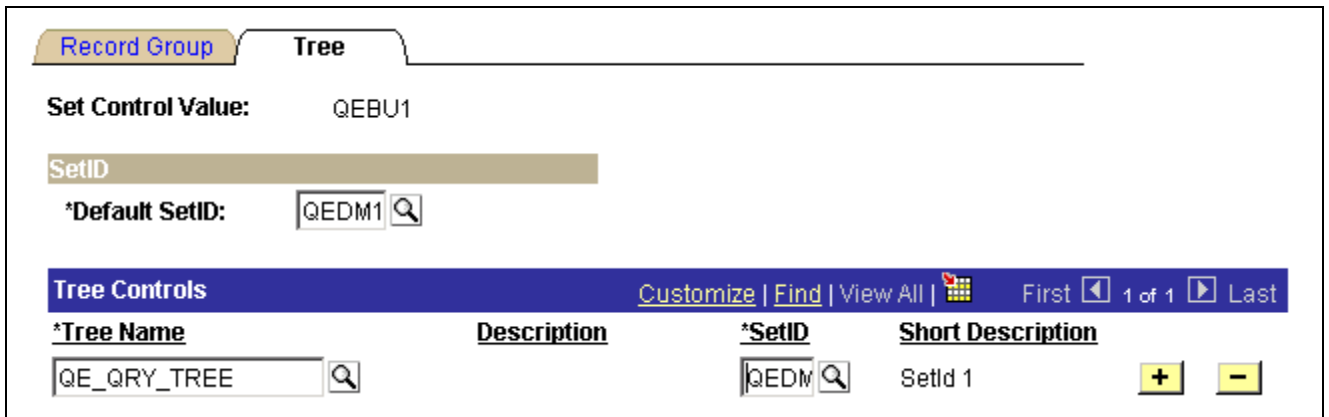 Record Group Tree
Set Control Value: QEBU1
SetID
*Default SetID: QEDM1
Tree Controls Customize | Find | View All | First 1 of 1 Last
*Tree Name Description *SetID Short Description
QE_QRY_TREE QEDM SetId 1 + -